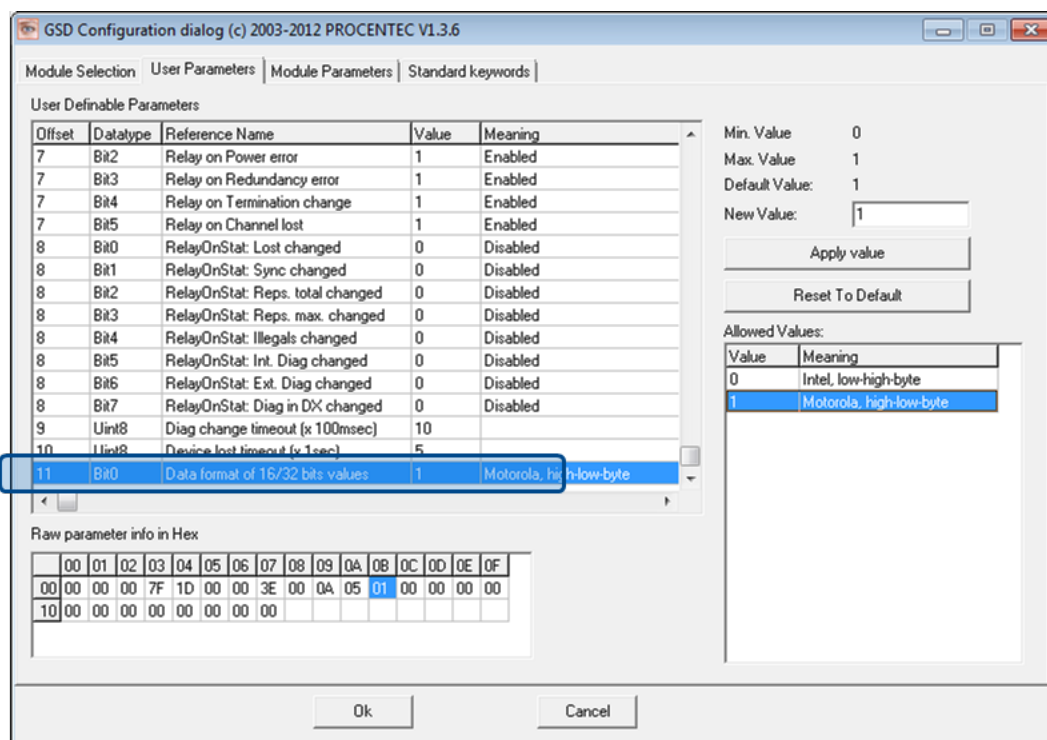 GSD Configuration dialog (c) 2003-2012 PROCENTEC V1.3.6
Module Selection User Parameters Module Parameters Standard keywords
User Definable Parameters
Offset Datatype Reference Name Value Meaning
7 Bit2 Relay on Power error 1 Enabled
7 Bit3 Relay on Redundancy error 1 Enabled
7 Bit4 Relay on Termination change 1 Enabled
7 Bit5 Relay on Channel lost 1 Enabled
8 Bit0 RelayOnStat: Lost changed 0 Disabled
8 Bit1 RelayOnStat: Sync changed 0 Disabled
8 Bit2 RelayOnStat: Reps. total changed 0 Disabled
8 Bit3 RelayOnStat: Reps. max. changed 0 Disabled
8 Bit4 RelayOnStat: Illegals changed 0 Disabled
8 Bit5 RelayOnStat: Int. Diag changed 0 Disabled
8 Bit6 RelayOnStat: Ext. Diag changed 0 Disabled
8 Bit7 RelayOnStat: Diag in DX changed 0 Disabled
9 Uint8 Diag change timeout (x 100msec) 10
10 Uint8 Device lost timeout (x 1sec) 5
11 Bit0 Data format of 16/32 bits values 1 Motorola, high-low-byte
Raw parameter info in Hex
00 01 02 03 04 05 06 07 08 09 0A 0B 0C 0D 0E 0F
00 00 00 00 7F 1D 00 00 3E 00 0A 05 01 00 00 00 00
10 00 00 00 00 00 00 00 00
Min. Value 0
Max. Value 1
Default Value: 1
New Value: 1
Apply value
Reset To Default
Allowed Values:
Value Meaning
0 Intel, low-high-byte
1 Motorola, high-low-byte
Ok Cancel